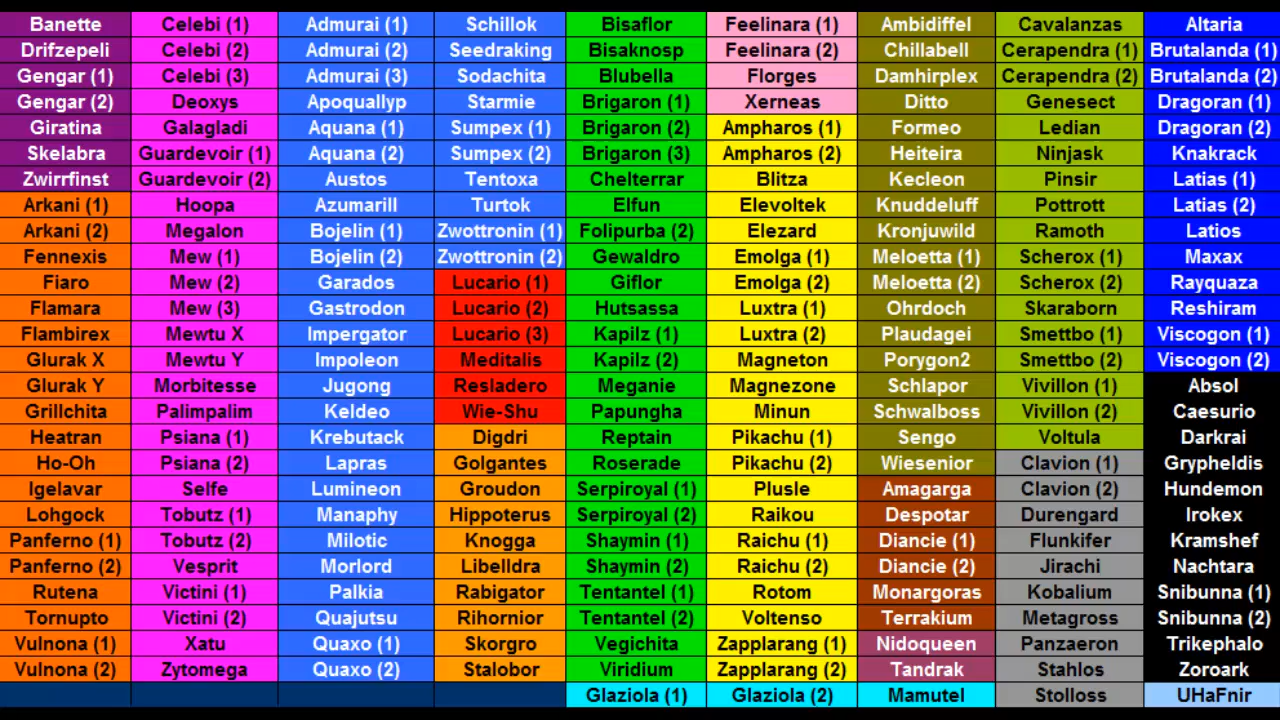 Banette Celebi (1) Admurai (1) Schillok Bisaflor Feelinara (1) Ambidiffel Cavalanzas Altaria
Drifzepeli Celebi (2) Admurai (2) Seedraking Bisaknosp Feelinara (2) Chillabell Cerapendra (1) Brutalanda (1)
Gengar (1) Celebi (3) Admurai (3) Sodachita Blubella Florges Damhirplex Cerapendra (2) Brutalanda (2)
Gengar (2) Deoxys Apoquallyp Starmie Brigaron (1) Xerneas Ditto Genesect Dragoran (1)
Giratina Galagladi Aquana (1) Sumpex (1) Brigaron (2) Ampharos (1) Formeo Ledian Dragoran (2)
Skelabra Guardevoir (1) Aquana (2) Sumpex (2) Brigaron (3) Ampharos (2) Heiteira Ninjask Knakrack
Zwirrfinst Guardevoir (2) Austos Tentoxa Chelterrar Blitza Kecleon Pinsir Latias (1)
Arkani (1) Hoopa Azumarill Turtok Elfun Elevoltek Knuddeluff Pottrott Latias (2)
Arkani (2) Megalon Bojelin (1) Zwottronin (1) Folipurba (2) Elezard Kronjuwild Ramoth Latios
Fennexis Mew (1) Bojelin (2) Zwottronin (2) Gewaldro Emolga (1) Meloetta (1) Scherox (1) Maxax
Fiaro Mew (2) Garados Lucario (1) Giflor Emolga (2) Meloetta (2) Scherox (2) Rayquaza
Flamara Mew (3) Gastrodon Lucario (2) Hutsassa Luxtra (1) Ohrdoch Skaraborn Reshiram
Flambirex Mewtu X Impergator Lucario (3) Kapilz (1) Luxtra (2) Plaudagei Smettbo (1) Viscogon (1)
Glurak X Mewtu Y Impoleon Meditalis Kapilz (2) Magneton Porygon2 Smettbo (2) Viscogon (2)
Glurak Y Morbitesse Jugong Resladero Meganie Magnezone Schlapor Vivillon (1) Absol
Grillchita Palimpalim Keldeo Wie-Shu Papungha Minun Schwalboss Vivillon (2) Caesurio
Heatran Psiana (1) Krebutack Digdri Reptain Pikachu (1) Sengo Voltula Darkrai
Ho-Oh Psiana (2) Lapras Golgantes Roserade Pikachu (2) Wiesenior Clavion (1) Grypheldis
Igelavar Selfe Lumineon Groudon Serpiroyal (1) Plusle Amagarga Clavion (2) Hundemon
Lohgock Tobutz (1) Manaphy Hippoterus Serpiroyal (2) Raikou Despotar Durengard Irokex
Panferno (1) Tobutz (2) Milotic Knogga Shaymin (1) Raichu (1) Diancie (1) Flunkifer Kramshef
Panferno (2) Vesprit Morlord Libelldra Shaymin (2) Raichu (2) Diancie (2) Jirachi Nachtara
Rutena Victini (1) Palkia Rabigator Tentantel (1) Rotom Monargoras Kobalium Snibunna (1)
Tornupto Victini (2) Quajutsu Rihornior Tentantel (2) Voltenso Terrakium Metagross Snibunna (2)
Vulnona (1) Xatu Quaxo (1) Skorgro Vegichita Zapplarang (1) Nidoqueen Panzaeron Trikephalo
Vulnona (2) Zytomega Quaxo (2) Stalobor Viridium Zapplarang (2) Tandrak Stahlos Zoroark
Glaziola (1) Glaziola (2) Mamutel Stolloss UHaFnir